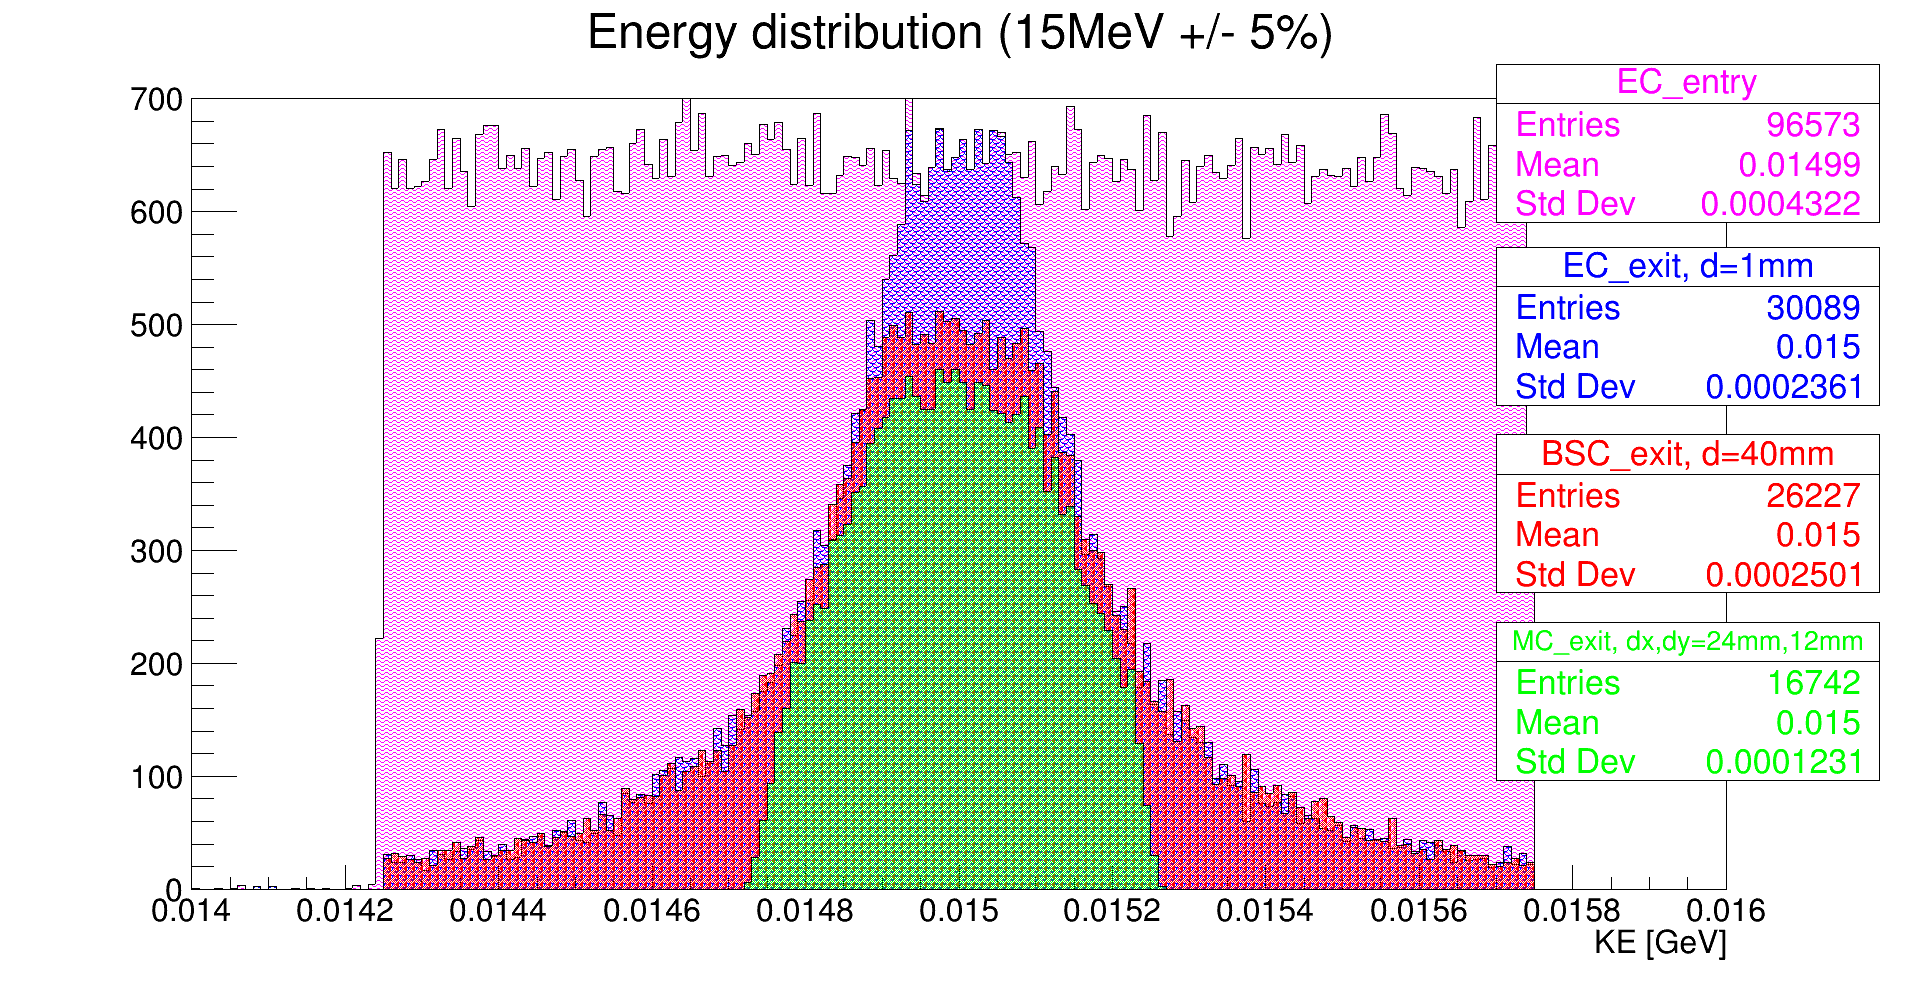 Energy distribution (15MeV +/- 5%)
EC_entry
Entries 96573
Mean 0.01499
Std Dev 0.0004322
EC_exit, d=1mm
Entries 30089
Mean 0.015
Std Dev 0.0002361
BSC_exit, d=40mm
Entries 26227
Mean 0.015
Std Dev 0.0002501
MC_exit, dx,dy=24mm,12mm
Entries 16742
Mean 0.015
Std Dev 0.0001231
700
600
500
400
300
200
100
0
0.014 0.0142 0.0144 0.0146 0.0148 0.015 0.0152 0.0154 0.0156 0.0158 0.016
KE [GeV]